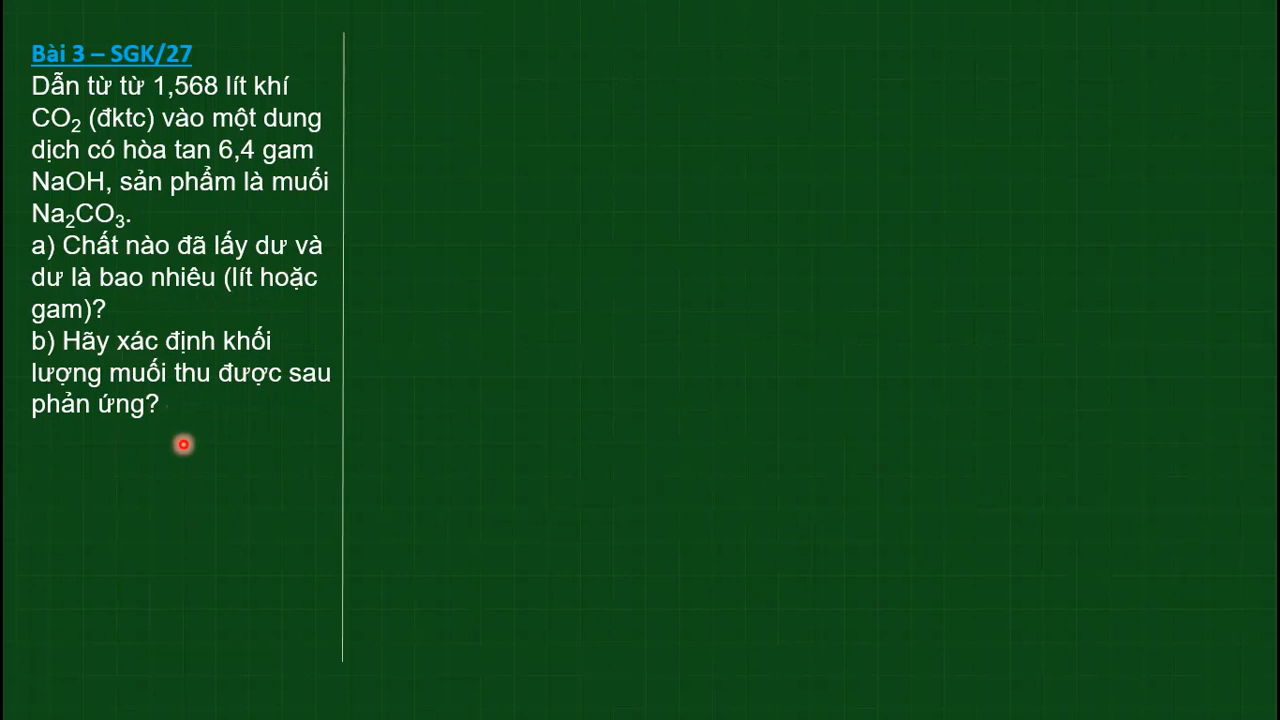 Bài 3 – SGK/27
Dẫn từ từ 1,568 lít khí
CO₂ (đktc) vào một dung
dịch có hòa tan 6,4 gam
NaOH, sản phẩm là muối
Na₂CO₃.
a) Chất nào đã lấy dư và
dư là bao nhiêu (lít hoặc
gam)?
b) Hãy xác định khối
lượng muối thu được sau
phản ứng?